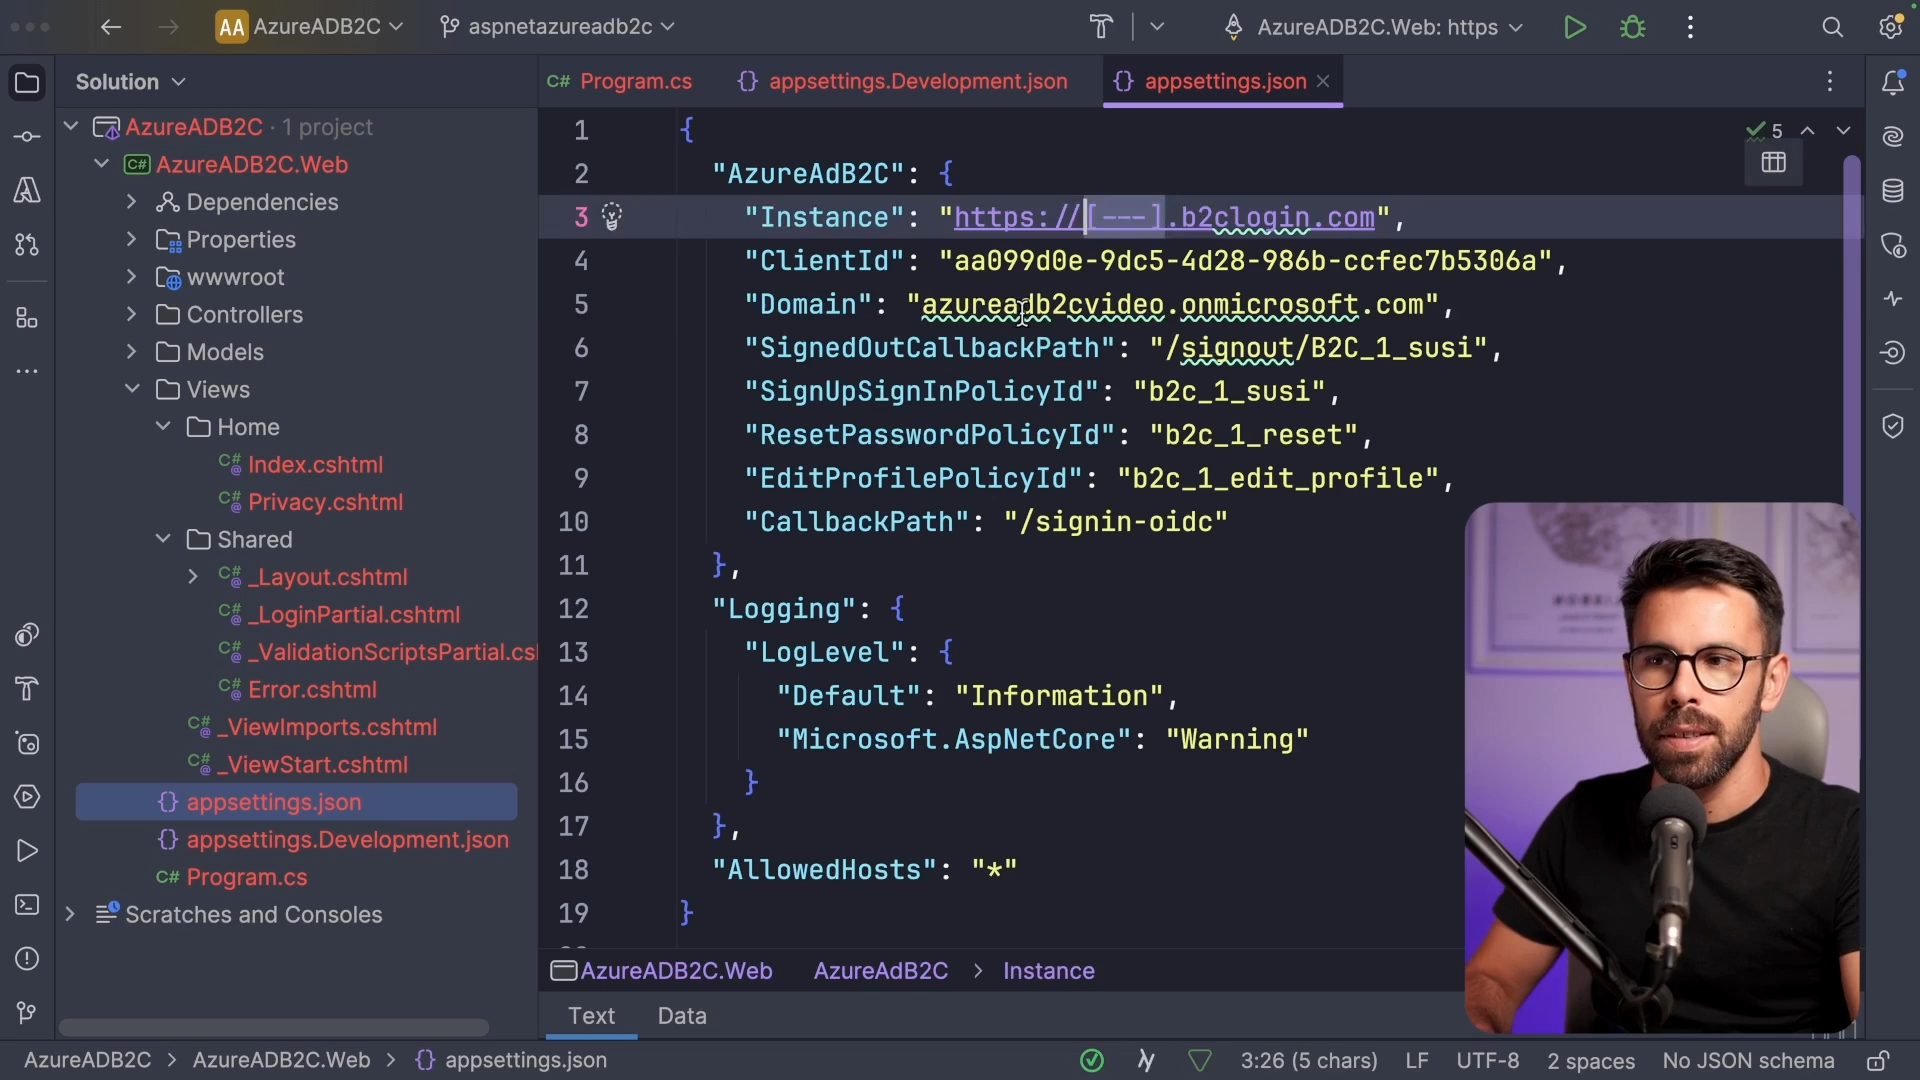 AA AzureADB2C aspnetazureadb2c AzureADB2C.Web: https
Solution
Program.cs appsettings.Development.json appsettings.json
AzureADB2C · 1 project
AzureADB2C.Web
Dependencies
Properties
wwwroot
Controllers
Models
Views
Home
Index.cshtml
Privacy.cshtml
Shared
_Layout.cshtml
_LoginPartial.cshtml
_ValidationScriptsPartial.csl
Error.cshtml
_ViewImports.cshtml
_ViewStart.cshtml
appsettings.json
appsettings.Development.json
C# Program.cs
Scratches and Consoles
5
1 {
2 "AzureAdB2C": {
3 "Instance": "https://[---].b2clogin.com",
4 "ClientId": "aa099d0e-9dc5-4d28-986b-ccfec7b5306a",
5 "Domain": "azureadb2cvideo.onmicrosoft.com",
6 "SignedOutCallbackPath": "/signout/B2C_1_susi",
7 "SignUpSignInPolicyId": "b2c_1_susi",
8 "ResetPasswordPolicyId": "b2c_1_reset",
9 "EditProfilePolicyId": "b2c_1_edit_profile",
10 "CallbackPath": "/signin-oidc"
11 },
12 "Logging": {
13 "LogLevel": {
14 "Default": "Information",
15 "Microsoft.AspNetCore": "Warning"
16 }
17 },
18 "AllowedHosts": "*"
19 }
AzureADB2C.Web AzureAdB2C > Instance
Text Data
AzureADB2C > AzureADB2C.Web > {} appsettings.json 3:26 (5 chars) LF UTF-8 2 spaces No JSON schema